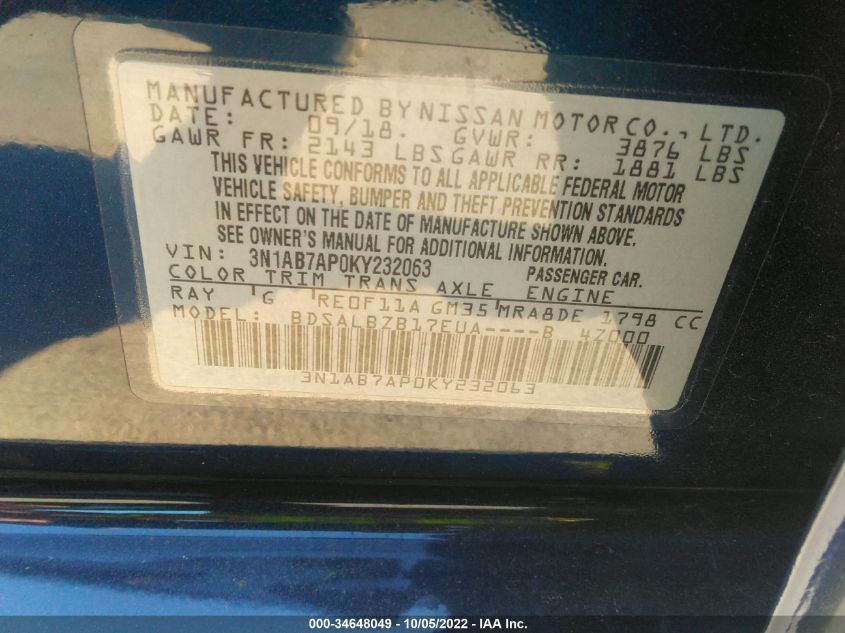 MANUFACTURED BY NISSAN MOTOR CO., LTD.
DATE: 09/18. GVWR: 3876 LBS
GAWR FR: 2143 LBS GAWR RR: 1881 LBS
THIS VEHICLE CONFORMS TO ALL APPLICABLE FEDERAL MOTOR
VEHICLE SAFETY, BUMPER AND THEFT PREVENTION STANDARDS
IN EFFECT ON THE DATE OF MANUFACTURE SHOWN ABOVE.
SEE OWNER'S MANUAL FOR ADDITIONAL INFORMATION.
VIN: 3N1AB7AP0KY232063 PASSENGER CAR.
COLOR TRIM TRANS AXLE ENGINE
RAY G RE0F11A GM35 MRA8DE 1798 CC
MODEL: BDSALBZB17EUA----B 4Z000
3N1AB7AP0KY232063
000-34648049 - 10/05/2022 - IAA Inc.